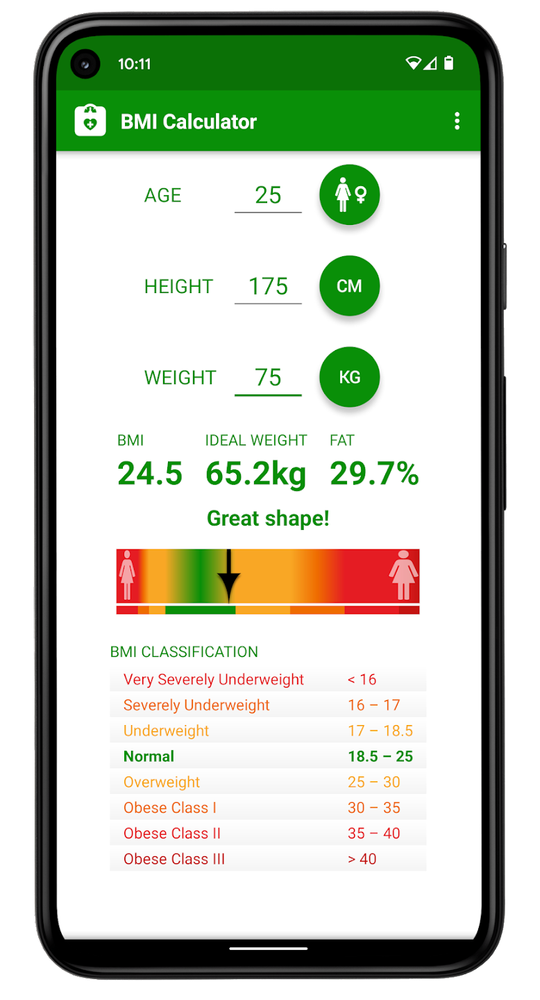 10:11
BMI Calculator
AGE 25
HEIGHT 175 CM
WEIGHT 75 KG
BMI IDEAL WEIGHT FAT
24.5 65.2kg 29.7%
Great shape!
BMI CLASSIFICATION
Very Severely Underweight < 16
Severely Underweight 16 – 17
Underweight 17 – 18.5
Normal 18.5 – 25
Overweight 25 – 30
Obese Class I 30 – 35
Obese Class II 35 – 40
Obese Class III > 40